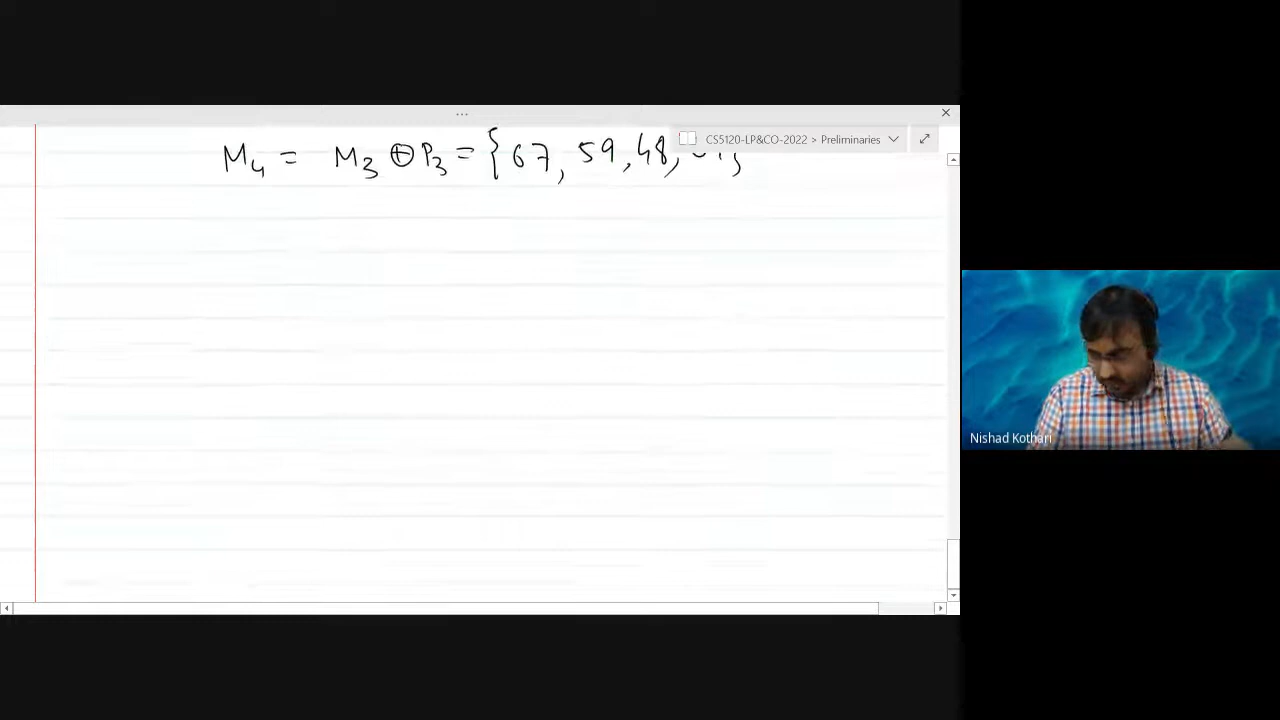 CS5120-LP&CO-2022 > Preliminaries
M₄ = M₃ ⊕ P₃ = {67, 59, 48,
Nishad Kothari